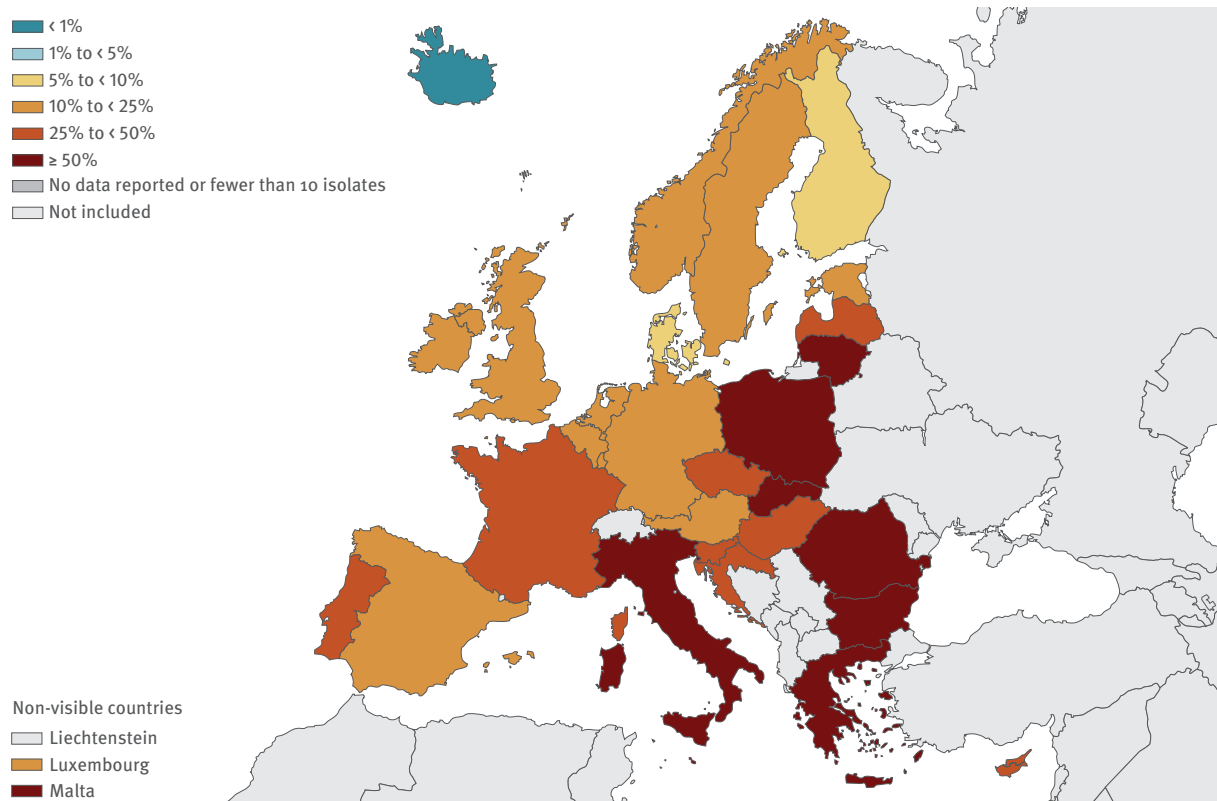 < 1%
1% to < 5%
5% to < 10%
10% to < 25%
25% to < 50%
≥ 50%
No data reported or fewer than 10 isolates
Not included
Non-visible countries
Liechtenstein
Luxembourg
Malta